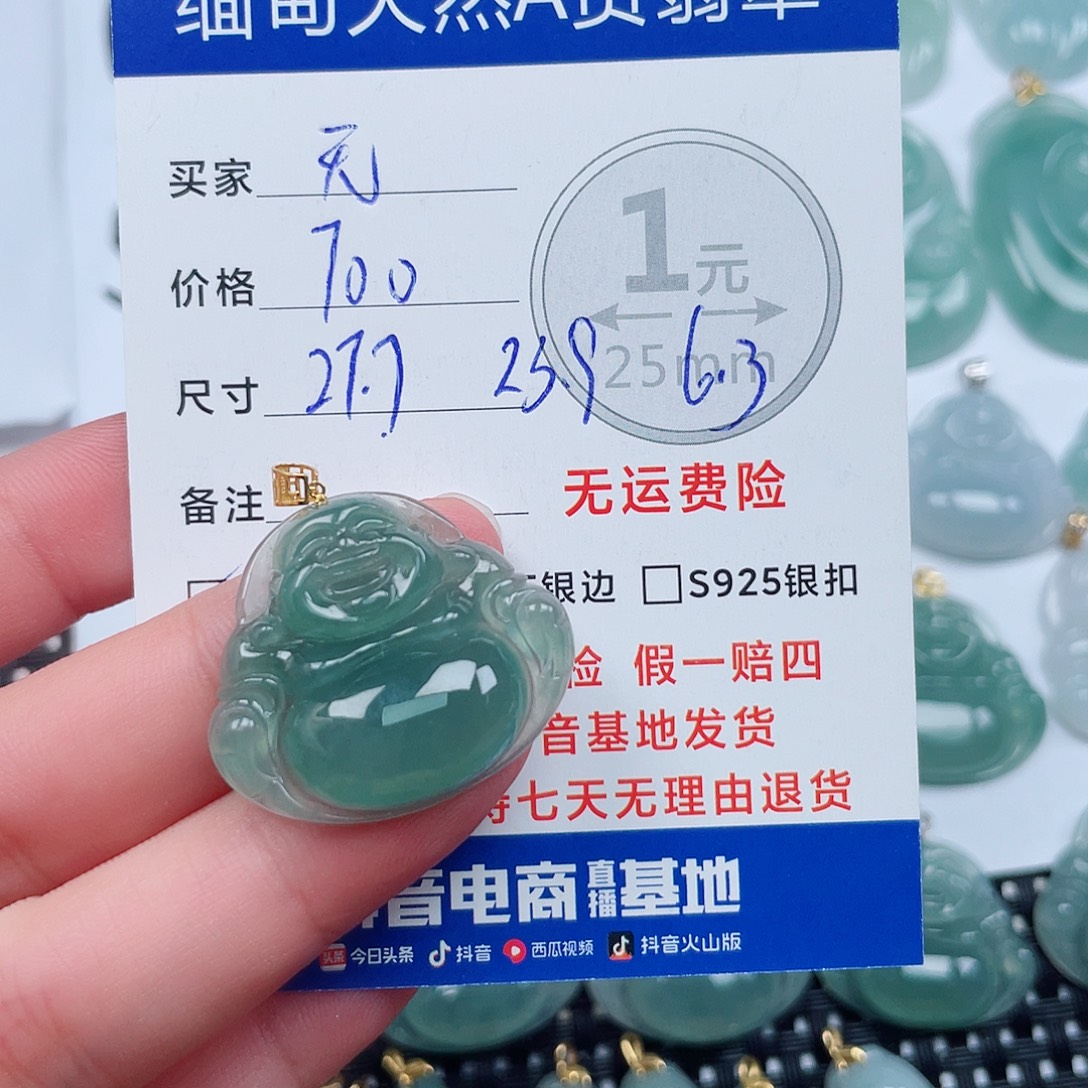 缅甸天然A货翡翠
买家 无
1元
价格 700
25mm
尺寸 27.7 25.9 6.3
备注
无运费险
银边 □S925银扣
检 假一赔四
音基地发货
持七天无理由退货
抖音电商直播基地
头条 今日头条 抖音 西瓜视频 抖音火山版